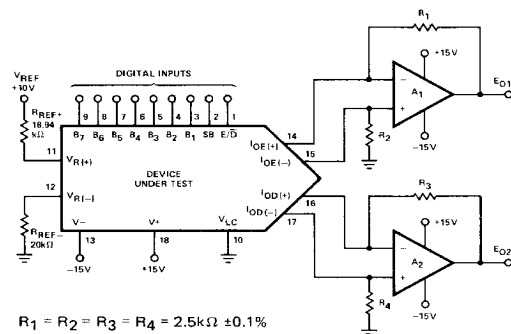 R1
+15V
VREF
+10V
DIGITAL INPUTS
RREF+
18.94
kΩ
9 8 7 6 5 4 3 2 1
B7 B6 B5 B4 B3 B2 B1 SB E/D̅
11
VR(+)
12
VR(−)
RREF−
20kΩ
DEVICE
UNDER TEST
V− V+ VLC
13 18 10
−15V +15V
IOE(+) 14
IOE(−) 15
IOD(+) 16
IOD(−) 17
− A1 +
EO1
R2
−15V
R3
+15V
− A2 +
EO2
R4
−15V
R1 = R2 = R3 = R4 = 2.5kΩ ±0.1%